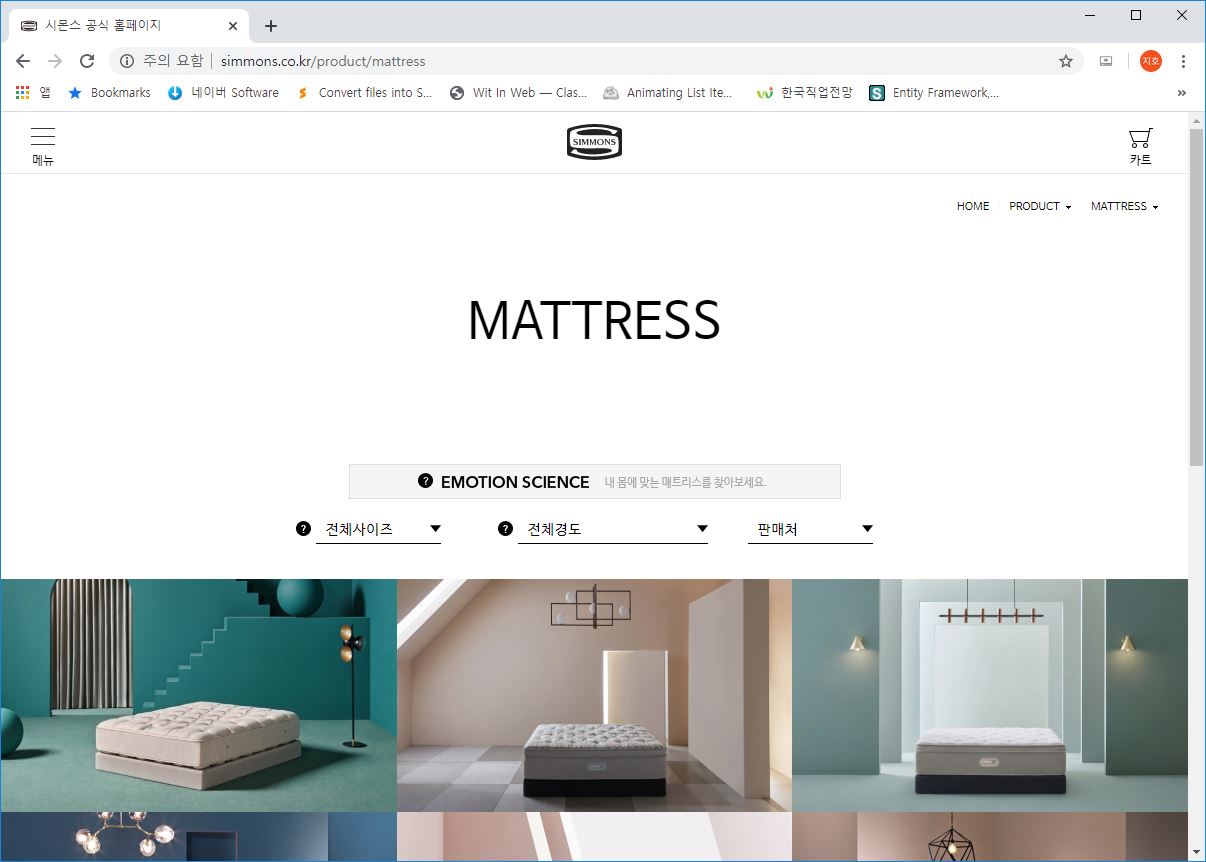 시몬스 공식 홈페이지
주의 요함 simmons.co.kr/product/mattress
지호
앱 Bookmarks 네이버 Software Convert files into S... Wit In Web — Clas... Animating List Ite... 한국직업전망 Entity Framework,...
메뉴
SIMMONS
카트
HOME PRODUCT MATTRESS
MATTRESS
EMOTION SCIENCE 내 몸에 맞는 매트리스를 찾아보세요.
전체사이즈 전체경도 판매처